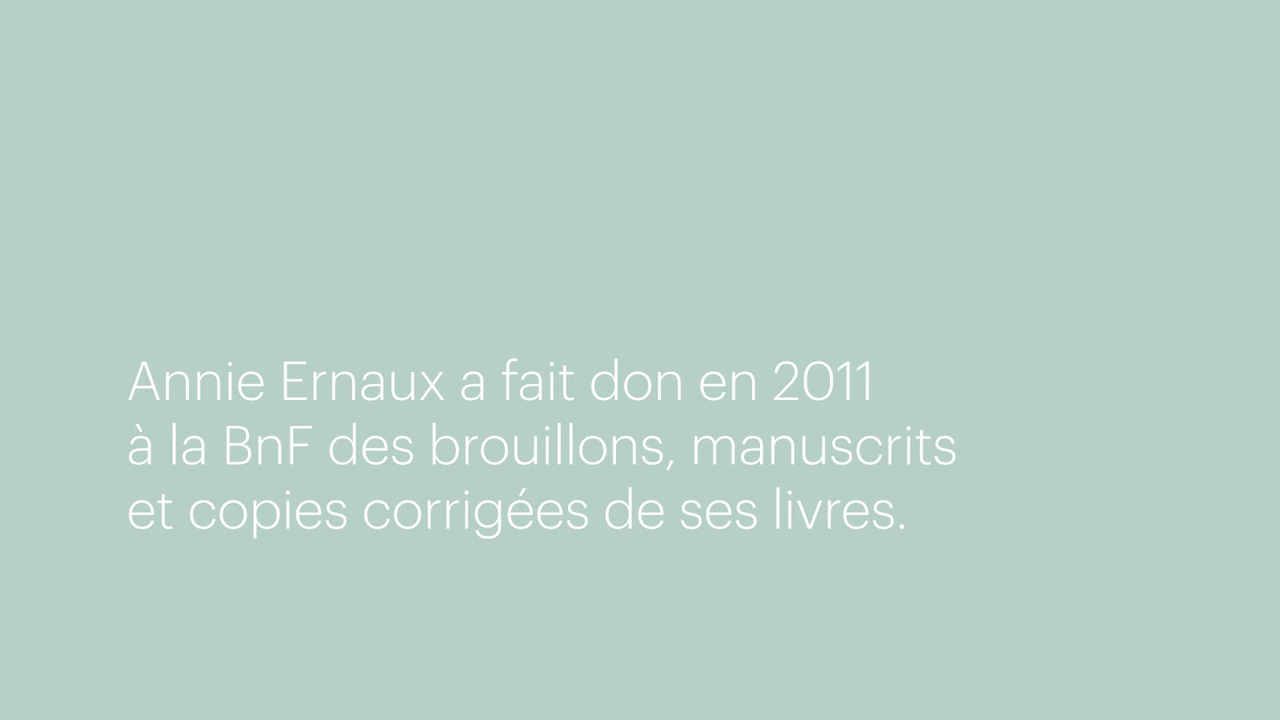 Annie Ernaux a fait don en 2011
à la BnF des brouillons, manuscrits
et copies corrigées de ses livres.